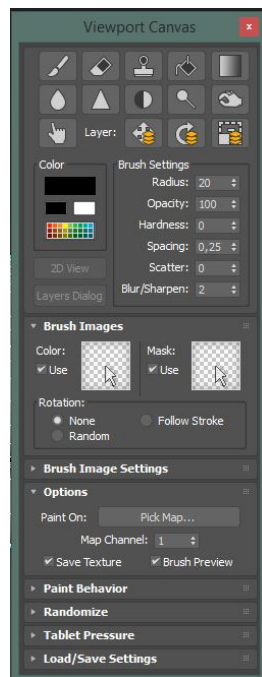 Viewport Canvas
x
Layer:
Color
Brush Settings
Radius: 20
Opacity: 100
Hardness: 0
Spacing: 0,25
Scatter: 0
Blur/Sharpen: 2
2D View
Layers Dialog
Brush Images
Color:
Mask:
Use
Use
Rotation:
None
Follow Stroke
Random
Brush Image Settings
Options
Paint On: Pick Map...
Map Channel: 1
Save Texture
Brush Preview
Paint Behavior
Randomize
Tablet Pressure
Load/Save Settings